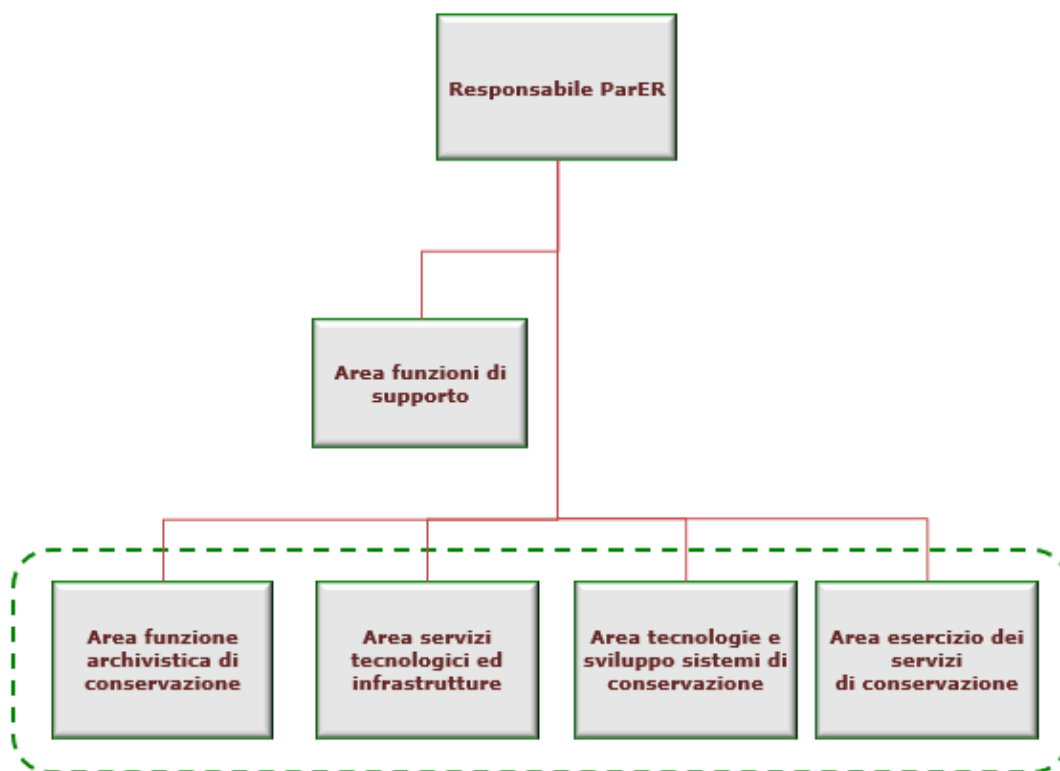 Responsabile ParER
Area funzioni di
supporto
Area funzione
archivistica di
conservazione
Area servizi
tecnologici ed
infrastrutture
Area tecnologie e
sviluppo sistemi di
conservazione
Area esercizio dei
servizi
di conservazione